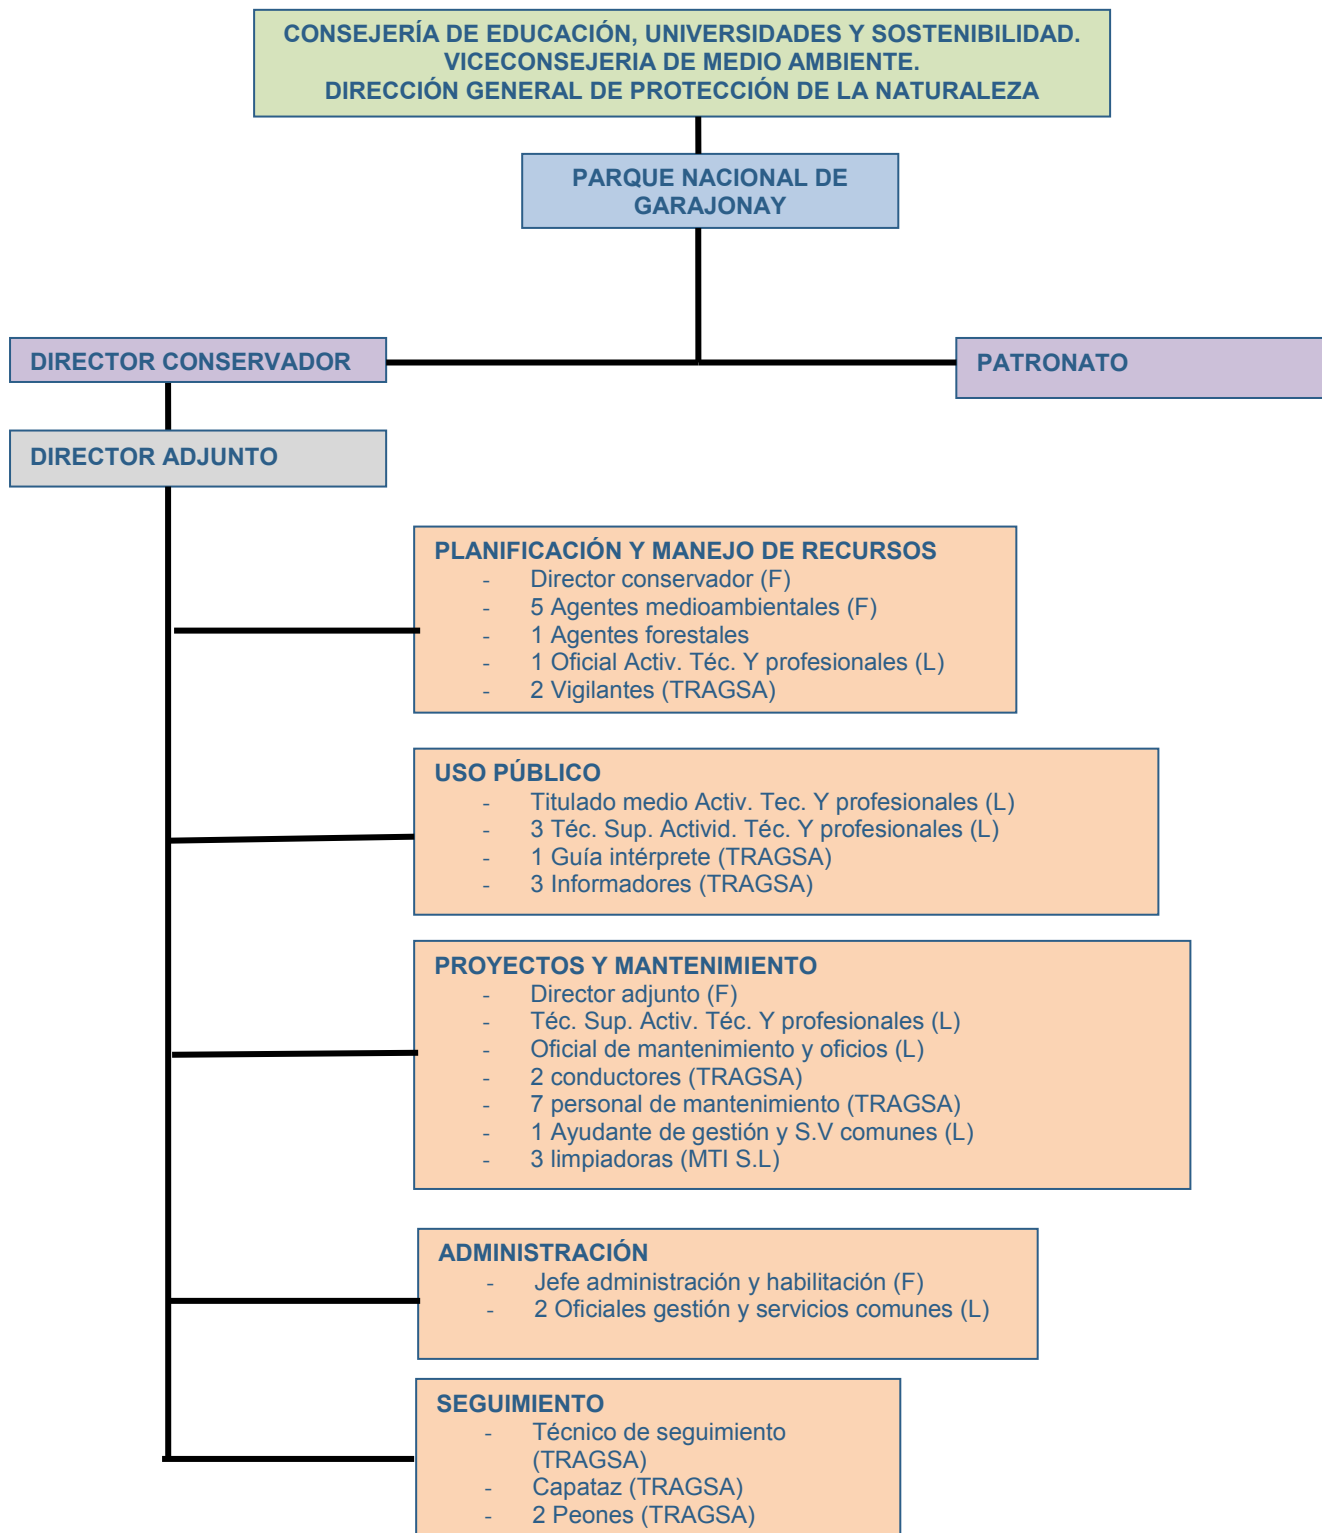 CONSEJERÍA DE EDUCACIÓN, UNIVERSIDADES Y SOSTENIBILIDAD.
VICECONSEJERIA DE MEDIO AMBIENTE.
DIRECCIÓN GENERAL DE PROTECCIÓN DE LA NATURALEZA
PARQUE NACIONAL DE
GARAJONAY
DIRECTOR CONSERVADOR
PATRONATO
DIRECTOR ADJUNTO
PLANIFICACIÓN Y MANEJO DE RECURSOS
- Director conservador (F)
- 5 Agentes medioambientales (F)
- 1 Agentes forestales
- 1 Oficial Activ. Téc. Y profesionales (L)
- 2 Vigilantes (TRAGSA)
USO PÚBLICO
- Titulado medio Activ. Tec. Y profesionales (L)
- 3 Téc. Sup. Activid. Téc. Y profesionales (L)
- 1 Guía intérprete (TRAGSA)
- 3 Informadores (TRAGSA)
PROYECTOS Y MANTENIMIENTO
- Director adjunto (F)
- Téc. Sup. Activ. Téc. Y profesionales (L)
- Oficial de mantenimiento y oficios (L)
- 2 conductores (TRAGSA)
- 7 personal de mantenimiento (TRAGSA)
- 1 Ayudante de gestión y S.V comunes (L)
- 3 limpiadoras (MTI S.L)
ADMINISTRACIÓN
- Jefe administración y habilitación (F)
- 2 Oficiales gestión y servicios comunes (L)
SEGUIMIENTO
- Técnico de seguimiento
(TRAGSA)
- Capataz (TRAGSA)
- 2 Peones (TRAGSA)